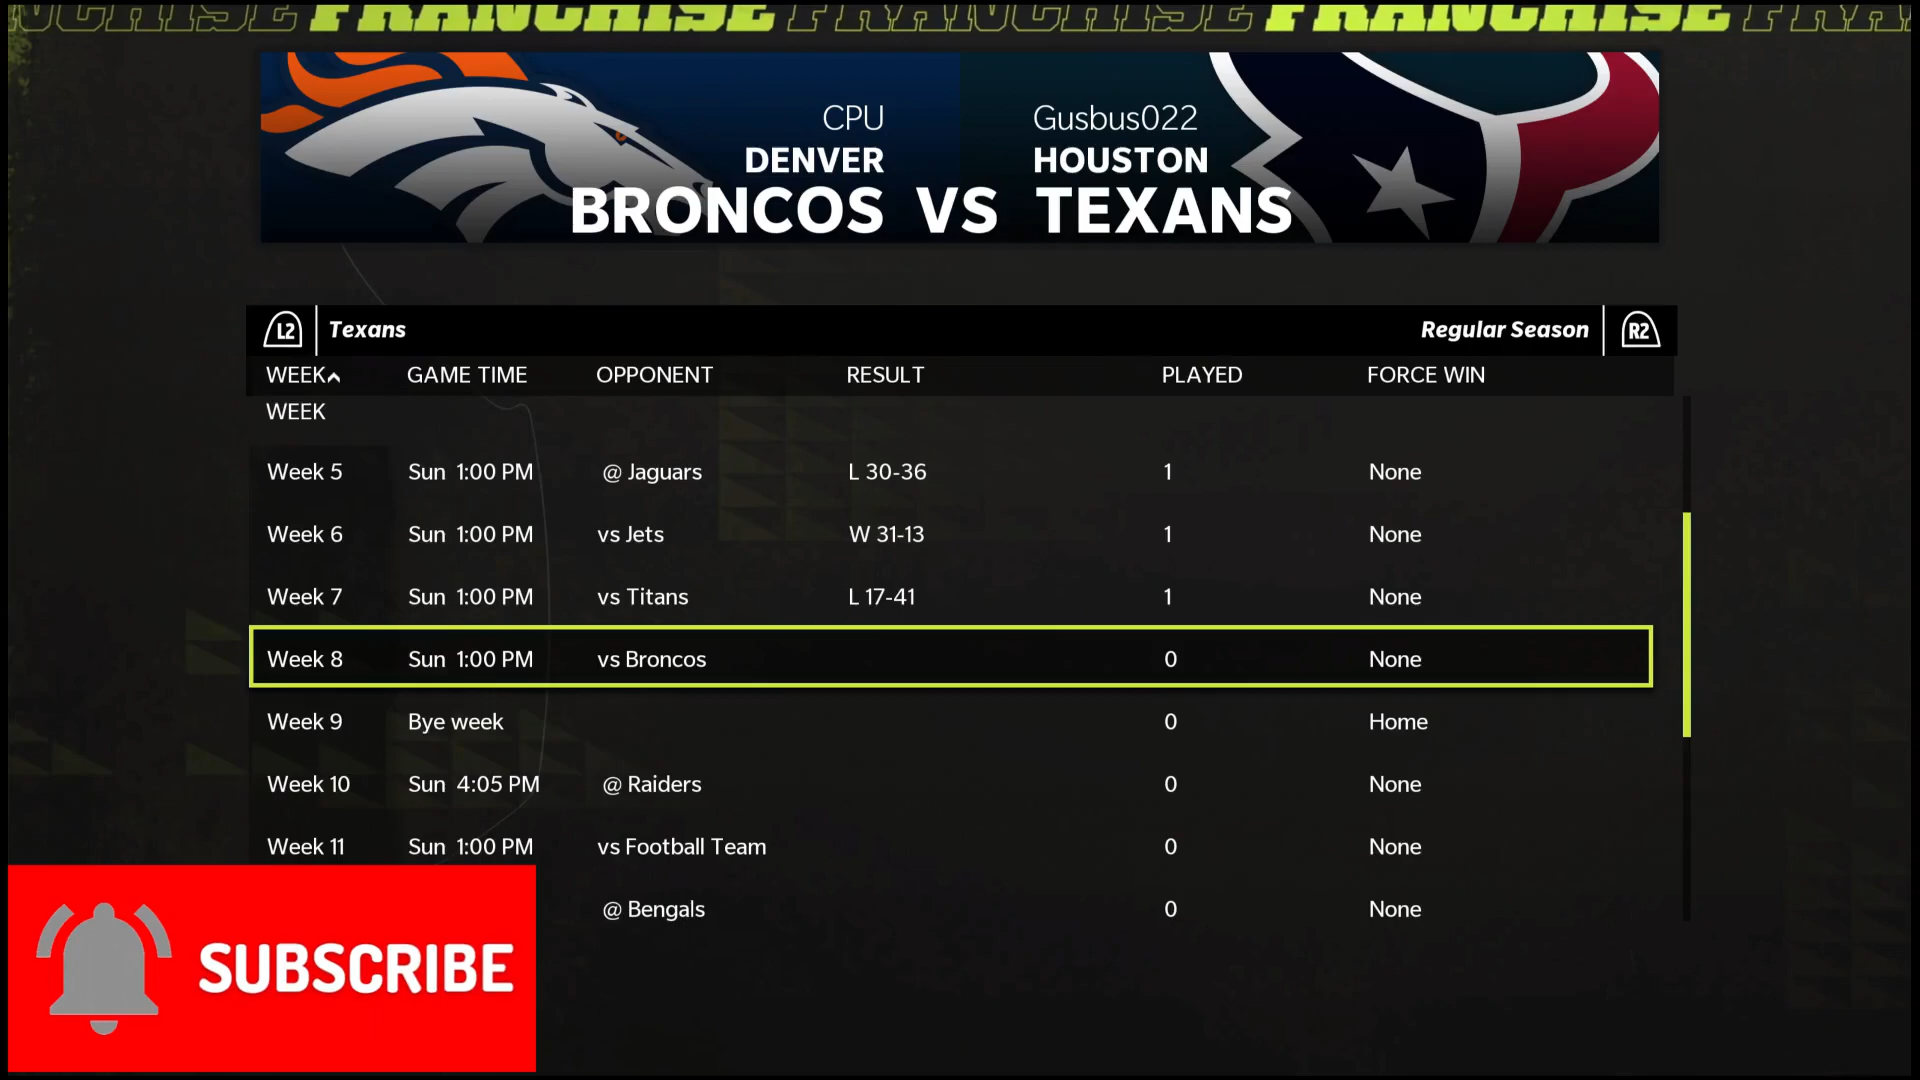 FRANCHISE FRANCHISE FRANCHISE
CPU
DENVER
BRONCOS VS TEXANS
Gusbus022
HOUSTON
L2 Texans Regular Season R2
WEEK GAME TIME OPPONENT RESULT PLAYED FORCE WIN
WEEK
Week 5 Sun 1:00 PM @ Jaguars L 30-36 1 None
Week 6 Sun 1:00 PM vs Jets W 31-13 1 None
Week 7 Sun 1:00 PM vs Titans L 17-41 1 None
Week 8 Sun 1:00 PM vs Broncos 0 None
Week 9 Bye week 0 Home
Week 10 Sun 4:05 PM @ Raiders 0 None
Week 11 Sun 1:00 PM vs Football Team 0 None
@ Bengals 0 None
SUBSCRIBE